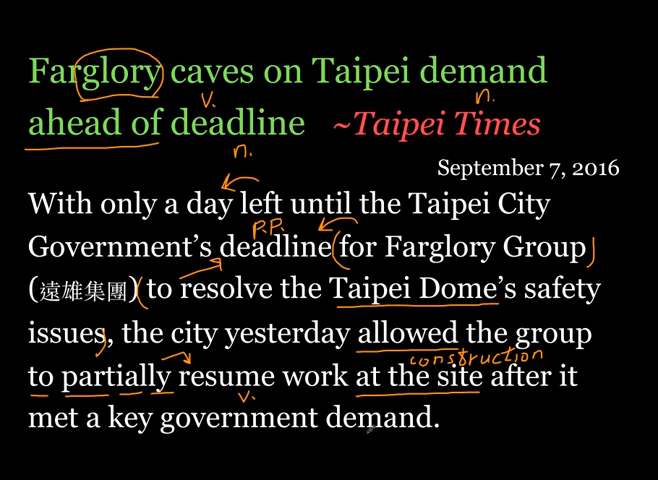 Farglory caves on Taipei demand
v.
n.
ahead of deadline ~Taipei Times
n.
September 7, 2016
With only a day left until the Taipei City
P.P.
Government's deadline (for Farglory Group)
(遠雄集團) (to resolve the Taipei Dome's safety
issues), the city yesterday allowed the group
construction
to partially resume work at the site after it
v.
met a key government demand.